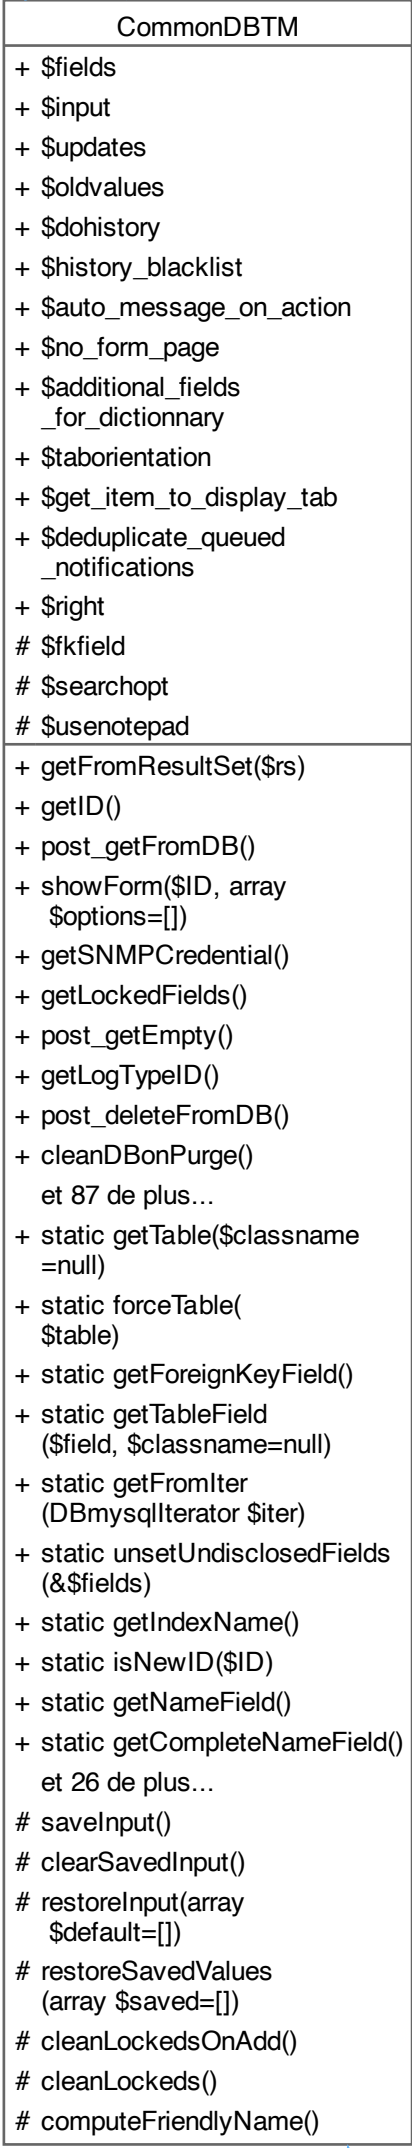 CommonDBTM
+ $fields
+ $input
+ $updates
+ $oldvalues
+ $dohistory
+ $history_blacklist
+ $auto_message_on_action
+ $no_form_page
+ $additional_fields
_for_dictionnary
+ $taborientation
+ $get_item_to_display_tab
+ $deduplicate_queued
_notifications
+ $right
# $fkfield
# $searchopt
# $usenotepad
+ getFromResultSet($rs)
+ getID()
+ post_getFromDB()
+ showForm($ID, array
$options=[])
+ getSNMPCredential()
+ getLockedFields()
+ post_getEmpty()
+ getLogTypeID()
+ post_deleteFromDB()
+ cleanDBonPurge()
et 87 de plus...
+ static getTable($classname
=null)
+ static forceTable(
$table)
+ static getForeignKeyField()
+ static getTableField
($field, $classname=null)
+ static getFromIter
(DBmysqlIterator $iter)
+ static unsetUndisclosedFields
(&$fields)
+ static getIndexName()
+ static isNewID($ID)
+ static getNameField()
+ static getCompleteNameField()
et 26 de plus...
# saveInput()
# clearSavedInput()
# restoreInput(array
$default=[])
# restoreSavedValues
(array $saved=[])
# cleanLockedsOnAdd()
# cleanLockeds()
# computeFriendlyName()